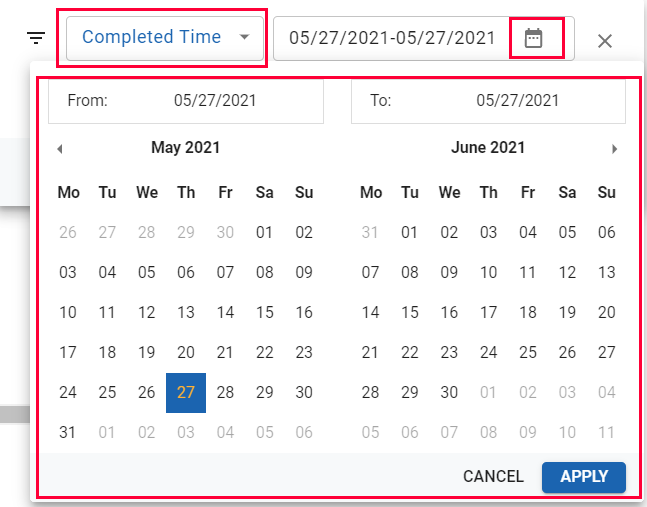 Completed Time 05/27/2021-05/27/2021
From: 05/27/2021 To: 05/27/2021
May 2021 June 2021
Mo Tu We Th Fr Sa Su Mo Tu We Th Fr Sa Su
26 27 28 29 30 01 02 31 01 02 03 04 05 06
03 04 05 06 07 08 09 07 08 09 10 11 12 13
10 11 12 13 14 15 16 14 15 16 17 18 19 20
17 18 19 20 21 22 23 21 22 23 24 25 26 27
24 25 26 27 28 29 30 28 29 30 01 02 03 04
31 01 02 03 04 05 06 05 06 07 08 09 10 11
CANCEL APPLY